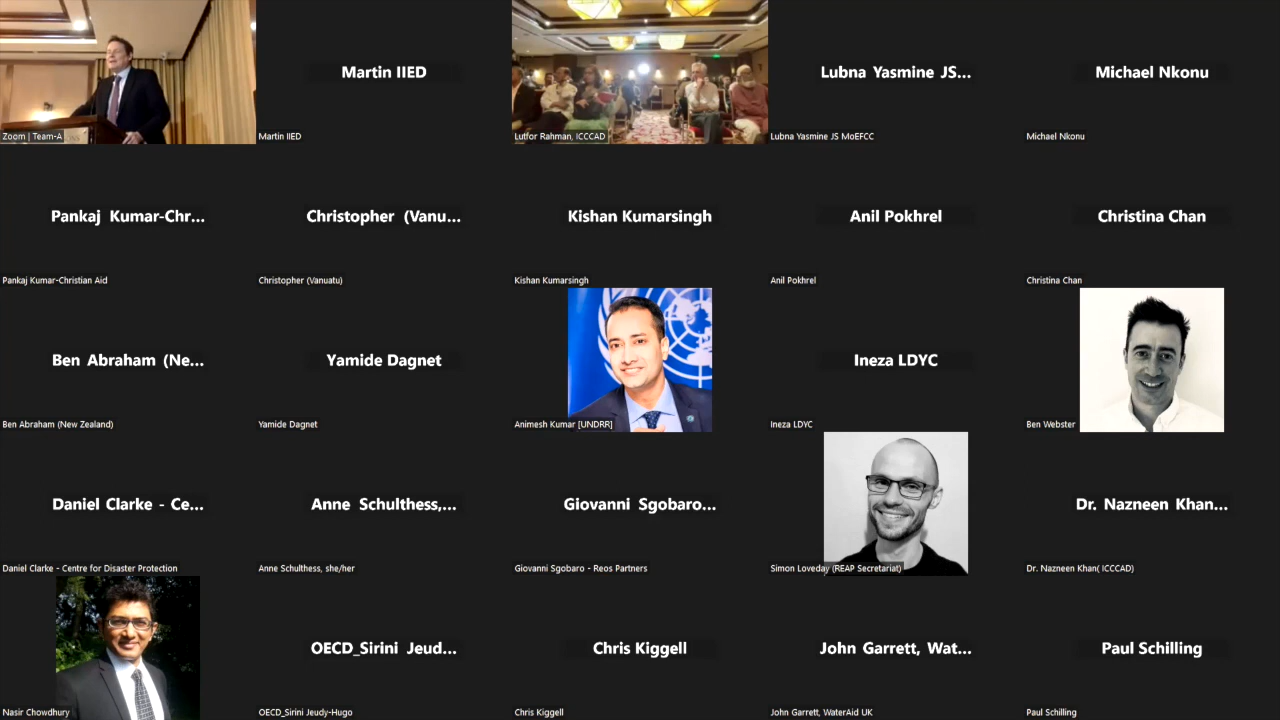 Zoom | Team-A
Martin IIED
Martin IIED
Lutfor Rahman, ICCCAD
Lubna Yasmine JS...
Lubna Yasmine JS MoEFCC
Michael Nkonu
Michael Nkonu
Pankaj Kumar-Chr...
Pankaj Kumar-Christian Aid
Christopher (Vanu...
Christopher (Vanuatu)
Kishan Kumarsingh
Kishan Kumarsingh
Anil Pokhrel
Anil Pokhrel
Christina Chan
Christina Chan
Ben Abraham (Ne...
Ben Abraham (New Zealand)
Yamide Dagnet
Yamide Dagnet
Animesh Kumar [UNDRR]
Ineza LDYC
Ineza LDYC
Ben Webster
Daniel Clarke - Ce...
Daniel Clarke - Centre for Disaster Protection
Anne Schulthess,...
Anne Schulthess, she/her
Giovanni Sgobaro...
Giovanni Sgobaro - Reos Partners
Simon Loveday (REAP Secretariat)
Dr. Nazneen Khan...
Dr. Nazneen Khan( ICCCAD)
Nasir Chowdhury
OECD_Sirini Jeud...
OECD_Sirini Jeudy-Hugo
Chris Kiggell
Chris Kiggell
John Garrett, Wat...
John Garrett, WaterAid UK
Paul Schilling
Paul Schilling